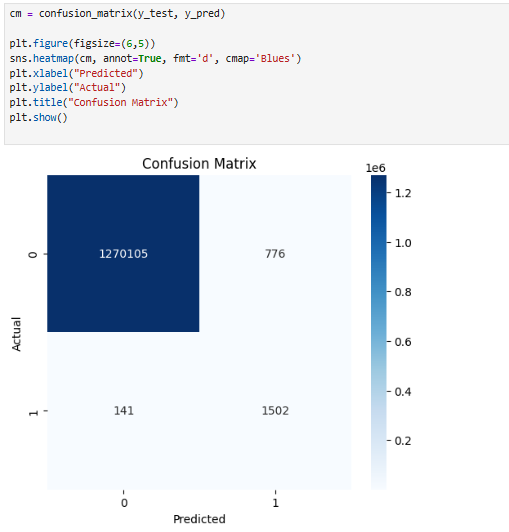 cm = confusion_matrix(y_test, y_pred)
plt.figure(figsize=(6,5))
sns.heatmap(cm, annot=True, fmt='d', cmap='Blues')
plt.xlabel("Predicted")
plt.ylabel("Actual")
plt.title("Confusion Matrix")
plt.show()
Confusion Matrix
1e6
1.2
1.0
0.8
0.6
0.4
0.2
Actual
0
1270105
776
1
141
1502
0
1
Predicted